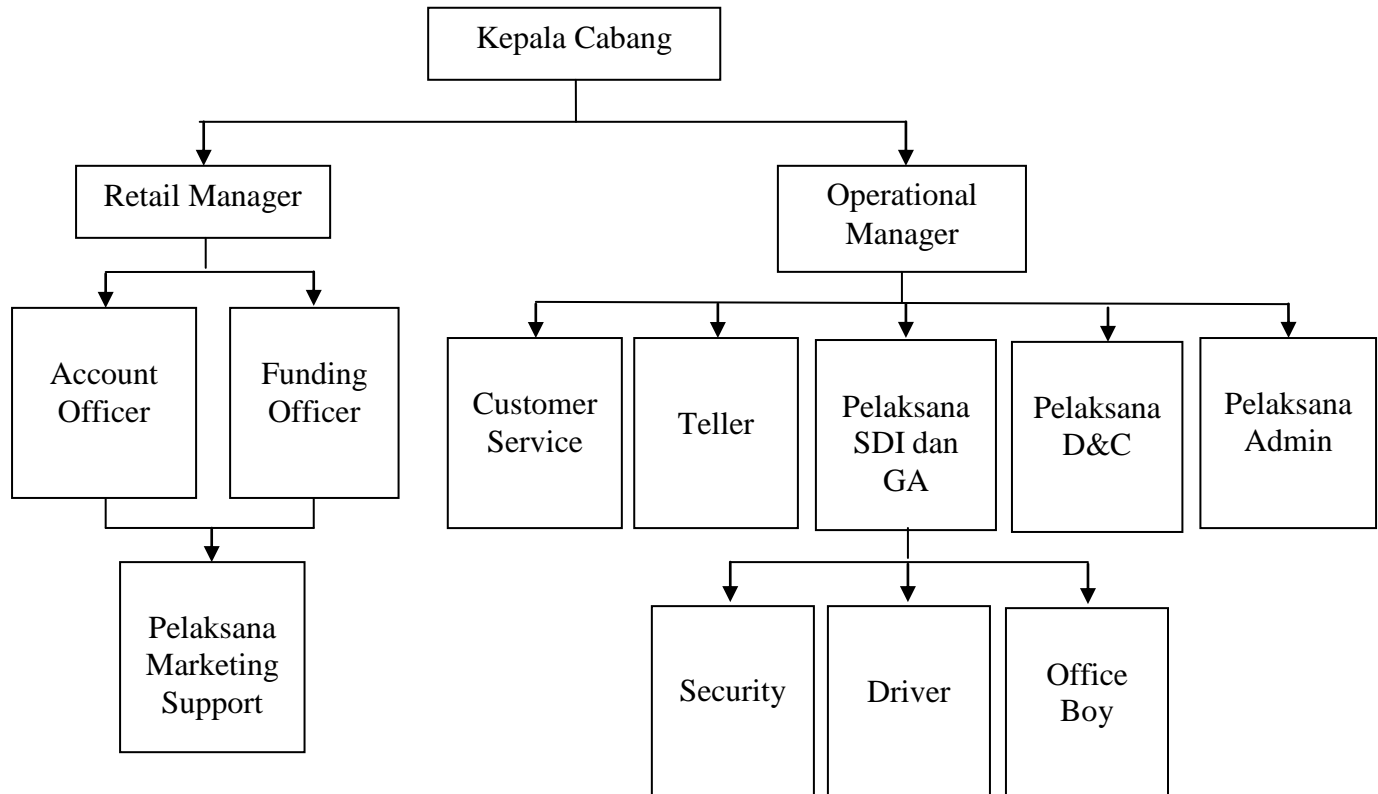 Kepala Cabang
Retail Manager
Operational
Manager
Account
Officer
Funding
Officer
Customer
Service
Teller
Pelaksana
SDI dan
GA
Pelaksana
D&C
Pelaksana
Admin
Pelaksana
Marketing
Support
Security
Driver
Office
Boy